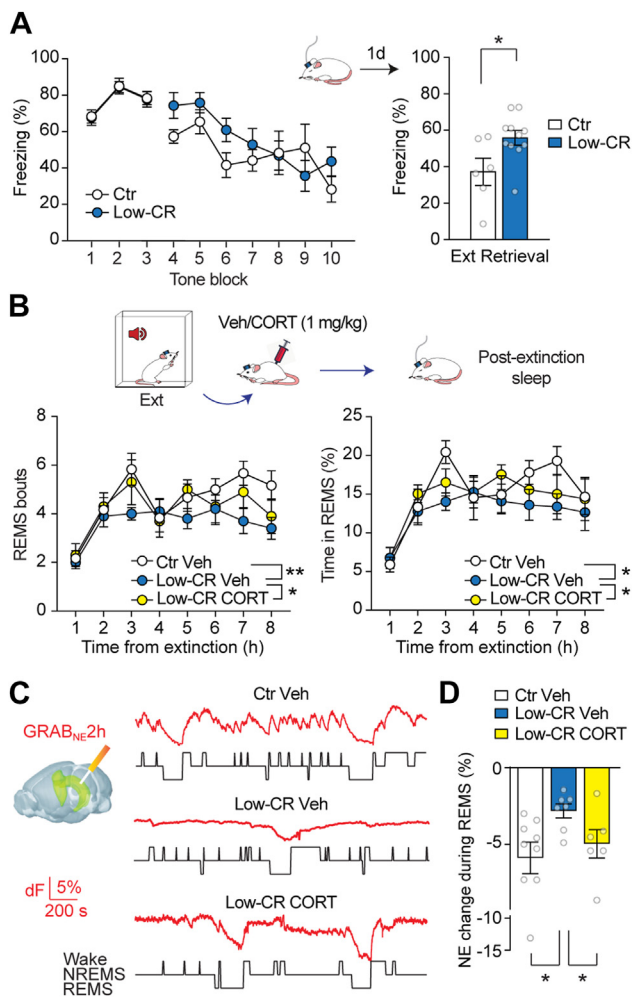 A
1d
Freezing (%)
100
80
60
40
20
0
Ctr
Low-CR
1 2 3 4 5 6 7 8 9 10
Tone block
Freezing (%)
100
80
60
40
20
0
*
Ctr
Low-CR
Ext Retrieval
B
Veh/CORT (1 mg/kg)
Ext
Post-extinction
sleep
REMS bouts
8
6
4
2
0
Ctr Veh
Low-CR Veh
Low-CR CORT
**
*
1 2 3 4 5 6 7 8
Time from extinction (h)
Time in REMS (%)
25
20
15
10
5
0
Ctr Veh
Low-CR Veh
Low-CR CORT
*
*
1 2 3 4 5 6 7 8
Time from extinction (h)
C
GRABNE2h
Ctr Veh
Low-CR Veh
dF 5%
200 s
Low-CR CORT
Wake
NREMS
REMS
D
Ctr Veh
Low-CR Veh
Low-CR CORT
NE change during REMS (%)
0
-5
-10
-15
* *